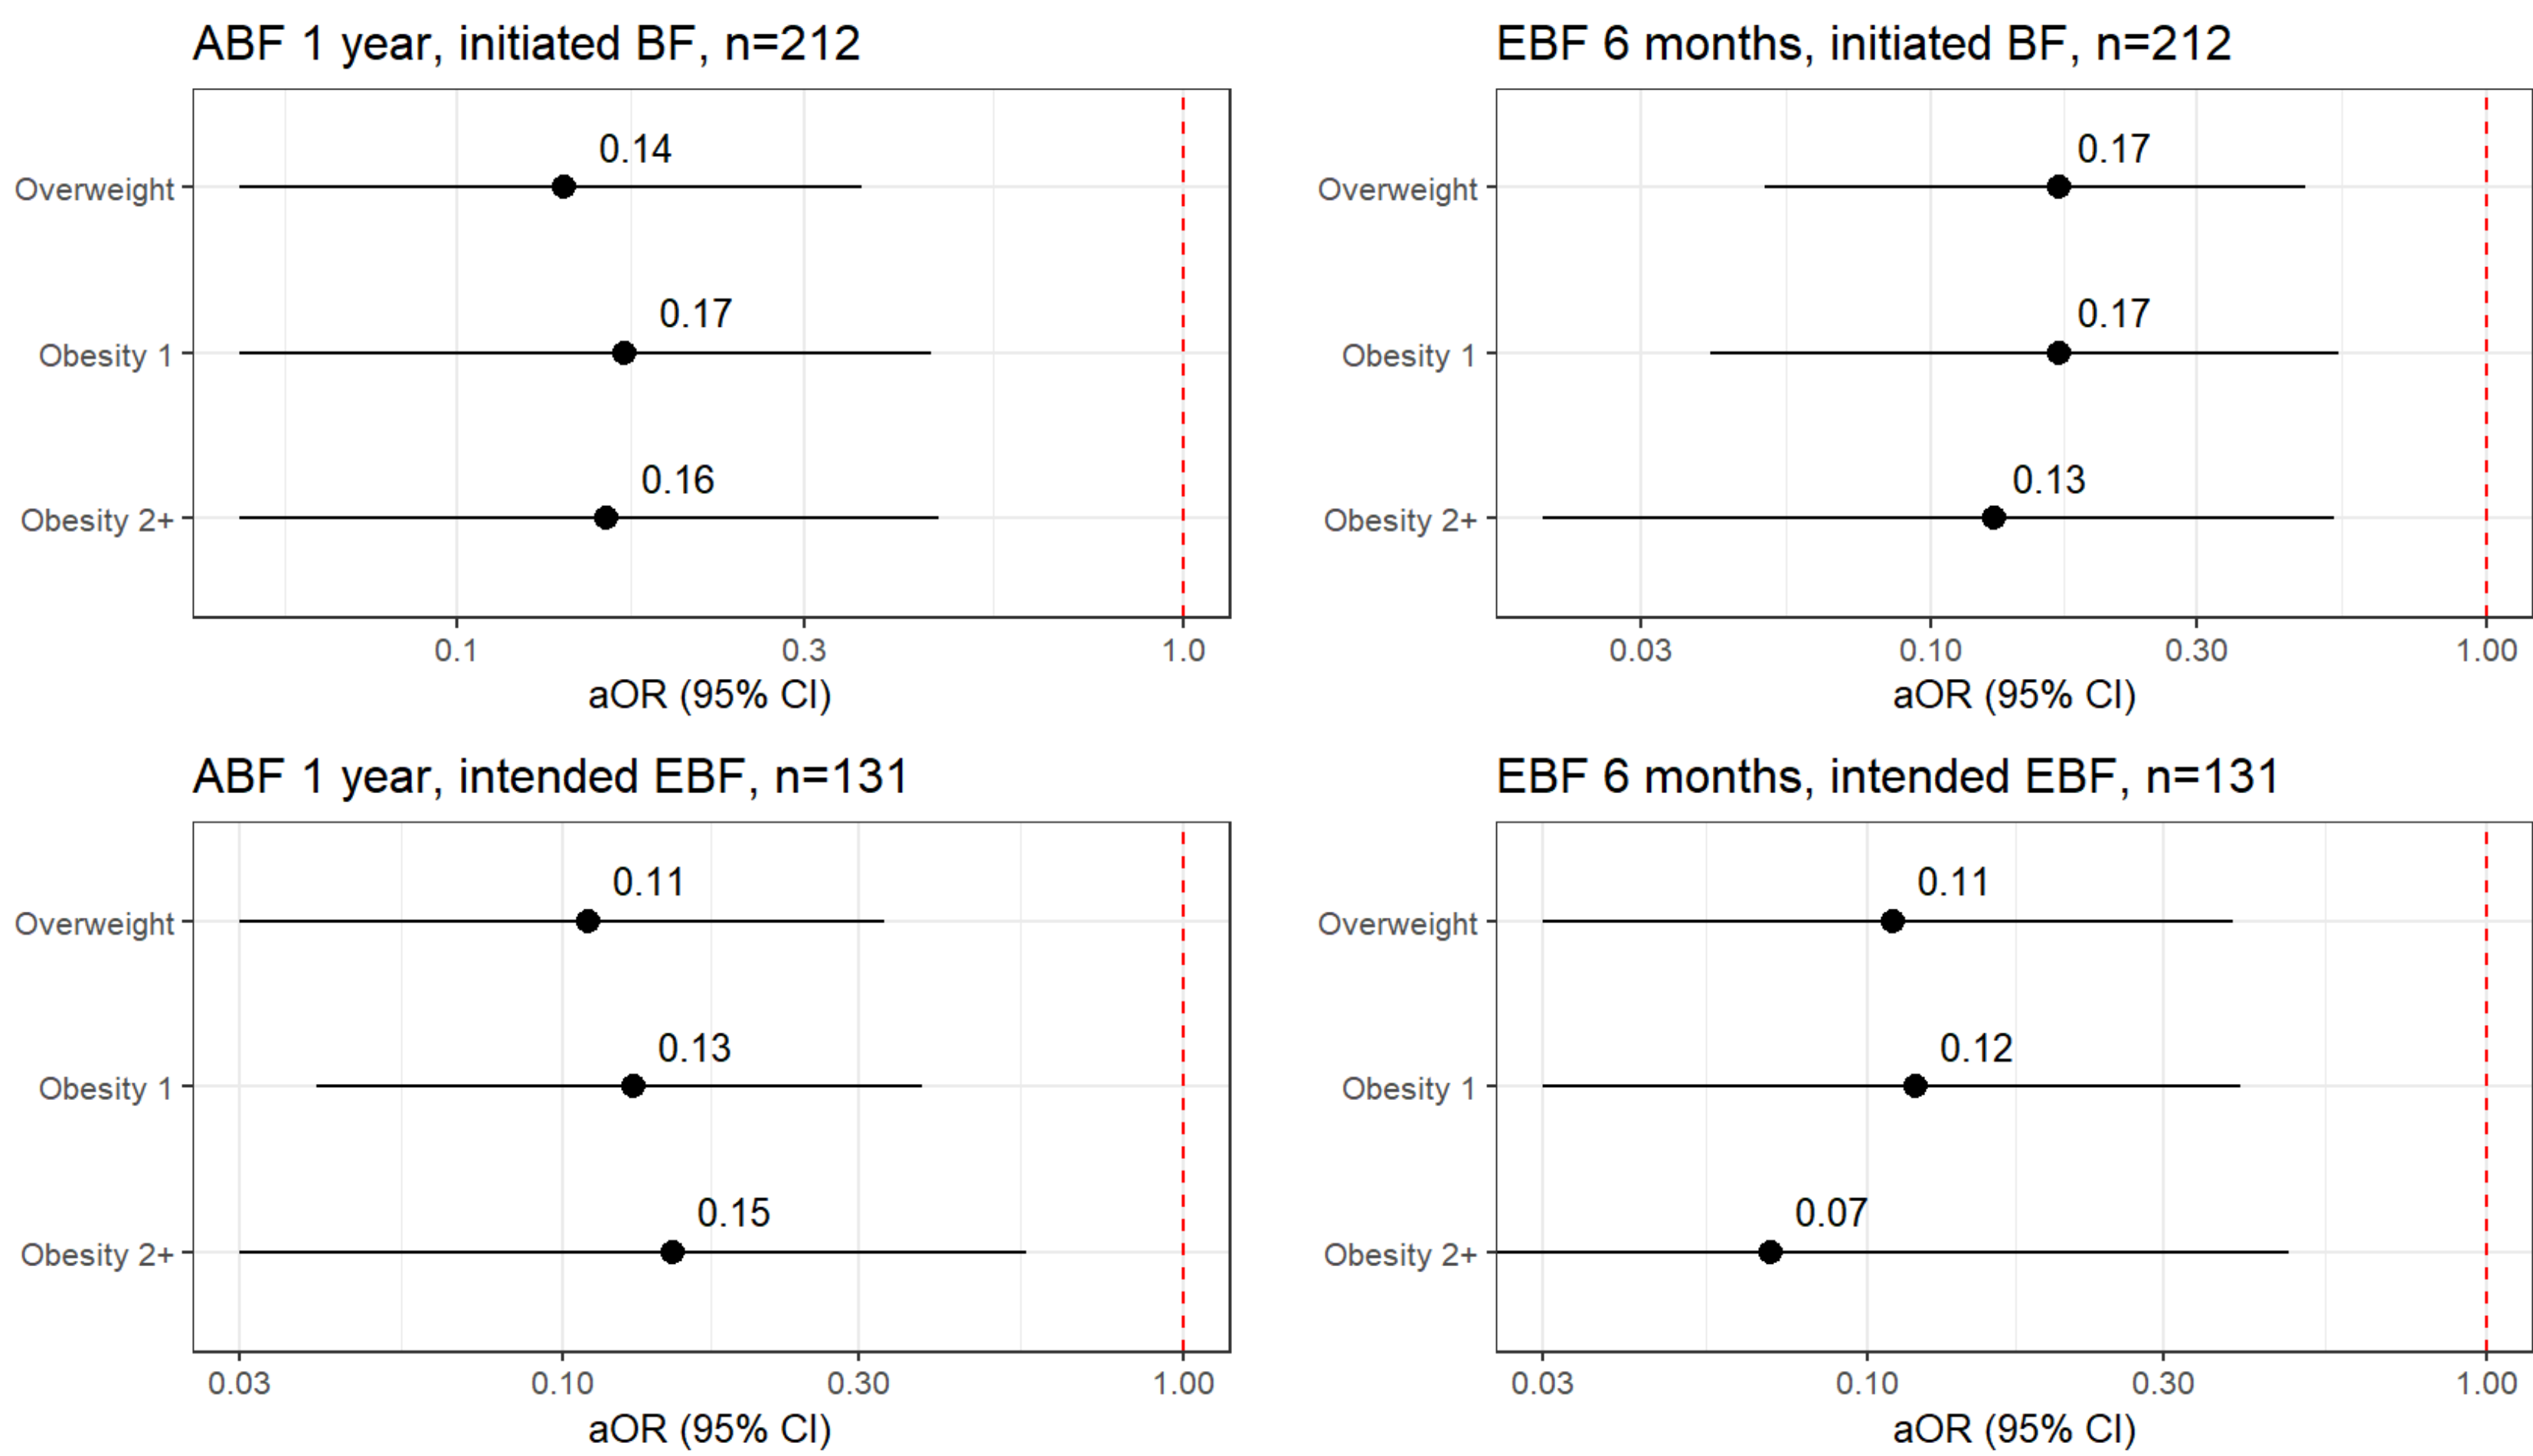 ABF 1 year, initiated BF, n=212
0.14
Overweight
0.17
Obesity 1
0.16
Obesity 2+
0.1 0.3 1.0
aOR (95% CI)
EBF 6 months, initiated BF, n=212
0.17
Overweight
0.17
Obesity 1
0.13
Obesity 2+
0.03 0.10 0.30 1.00
aOR (95% CI)
ABF 1 year, intended EBF, n=131
0.11
Overweight
0.13
Obesity 1
0.15
Obesity 2+
0.03 0.10 0.30 1.00
aOR (95% CI)
EBF 6 months, intended EBF, n=131
0.11
Overweight
0.12
Obesity 1
0.07
Obesity 2+
0.03 0.10 0.30 1.00
aOR (95% CI)